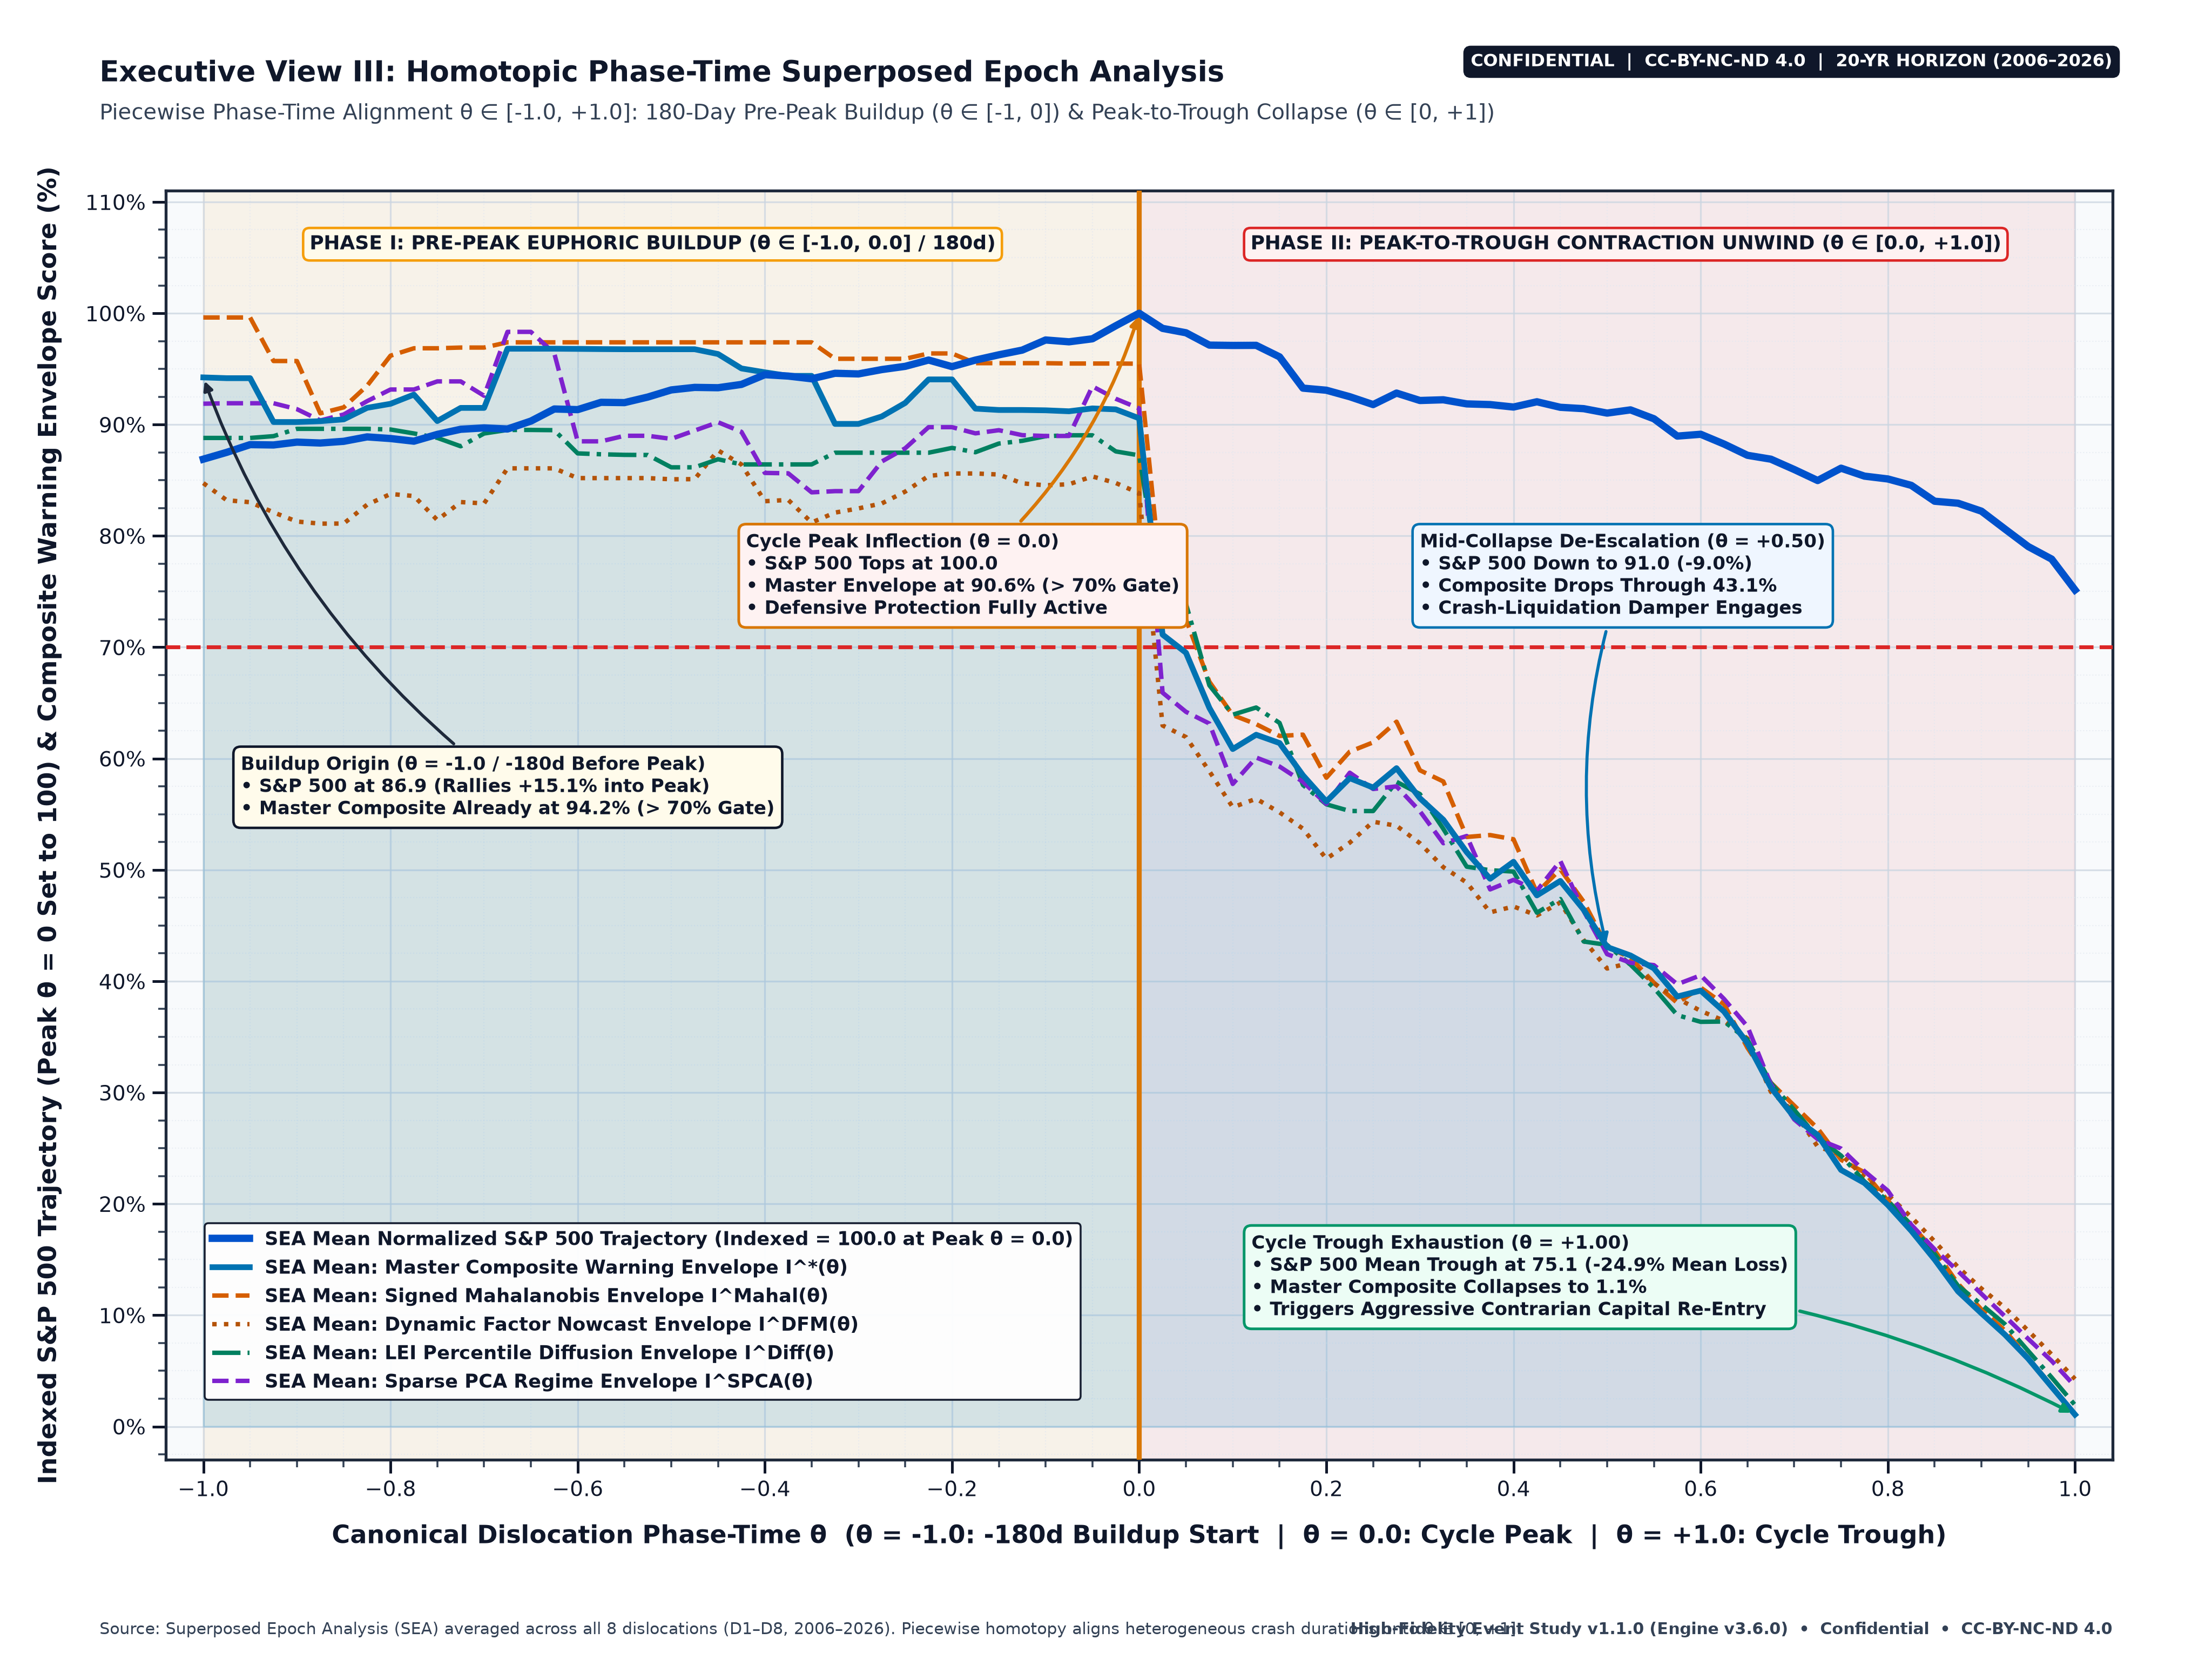 Executive View III: Homotopic Phase-Time Superposed Epoch Analysis
CONFIDENTIAL | CC-BY-NC-ND 4.0 | 20-YR HORIZON (2006–2026)
Piecewise Phase-Time Alignment θ ∈ [-1.0, +1.0]: 180-Day Pre-Peak Buildup (θ ∈ [-1, 0]) & Peak-to-Trough Collapse (θ ∈ [0, +1])
Indexed S&P 500 Trajectory (Peak θ = 0 Set to 100) & Composite Warning Envelope Score (%)
110%
100%
90%
80%
70%
60%
50%
40%
30%
20%
10%
0%
PHASE I: PRE-PEAK EUPHORIC BUILDUP (θ ∈ [-1.0, 0.0] / 180d)
PHASE II: PEAK-TO-TROUGH CONTRACTION UNWIND (θ ∈ [0.0, +1.0])
Cycle Peak Inflection (θ = 0.0)
• S&P 500 Tops at 100.0
• Master Envelope at 90.6% (> 70% Gate)
• Defensive Protection Fully Active
Mid-Collapse De-Escalation (θ = +0.50)
• S&P 500 Down to 91.0 (-9.0%)
• Composite Drops Through 43.1%
• Crash-Liquidation Damper Engages
Buildup Origin (θ = -1.0 / -180d Before Peak)
• S&P 500 at 86.9 (Rallies +15.1% into Peak)
• Master Composite Already at 94.2% (> 70% Gate)
SEA Mean Normalized S&P 500 Trajectory (Indexed = 100.0 at Peak θ = 0.0)
SEA Mean: Master Composite Warning Envelope I^*(θ)
SEA Mean: Signed Mahalanobis Envelope I^Mahal(θ)
SEA Mean: Dynamic Factor Nowcast Envelope I^DFM(θ)
SEA Mean: LEI Percentile Diffusion Envelope I^Diff(θ)
SEA Mean: Sparse PCA Regime Envelope I^SPCA(θ)
Cycle Trough Exhaustion (θ = +1.00)
• S&P 500 Mean Trough at 75.1 (-24.9% Mean Loss)
• Master Composite Collapses to 1.1%
• Triggers Aggressive Contrarian Capital Re-Entry
−1.0 −0.8 −0.6 −0.4 −0.2 0.0 0.2 0.4 0.6 0.8 1.0
Canonical Dislocation Phase-Time θ (θ = -1.0: -180d Buildup Start | θ = 0.0: Cycle Peak | θ = +1.0: Cycle Trough)
Source: Superposed Epoch Analysis (SEA) averaged across all 8 dislocations (D1–D8, 2006–2026). Piecewise homotopy aligns heterogeneous crash durations
High-Fidelity Event Study v1.1.0 (Engine v3.6.0) • Confidential • CC-BY-NC-ND 4.0